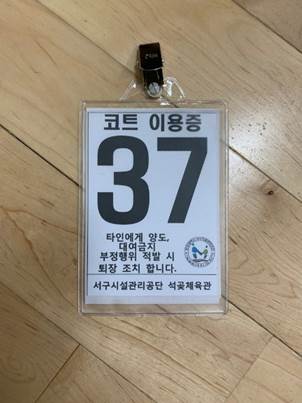 코트 이용증
37
타인에게 양도,
대여금지
부정행위 적발 시
퇴장 조치 합니다.
서구시설관리공단 석곶체육관